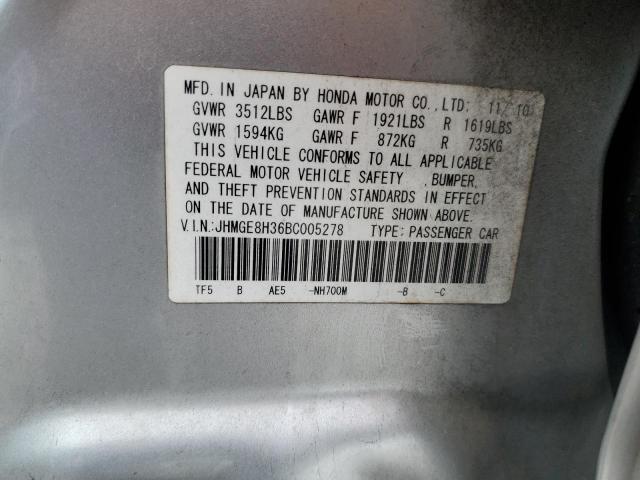 MFD. IN JAPAN BY HONDA MOTOR CO., LTD: 11/10
GVWR 3512LBS GAWR F 1921LBS R 1619LBS
GVWR 1594KG GAWR F 872KG R 735KG
THIS VEHICLE CONFORMS TO ALL APPLICABLE
FEDERAL MOTOR VEHICLE SAFETY , BUMPER,
AND THEFT PREVENTION STANDARDS IN EFFECT
ON THE DATE OF MANUFACTURE SHOWN ABOVE.
V.I.N.:JHMGE8H36BC005278 TYPE: PASSENGER CAR
TF5 B AE5 -NH700M -B -C